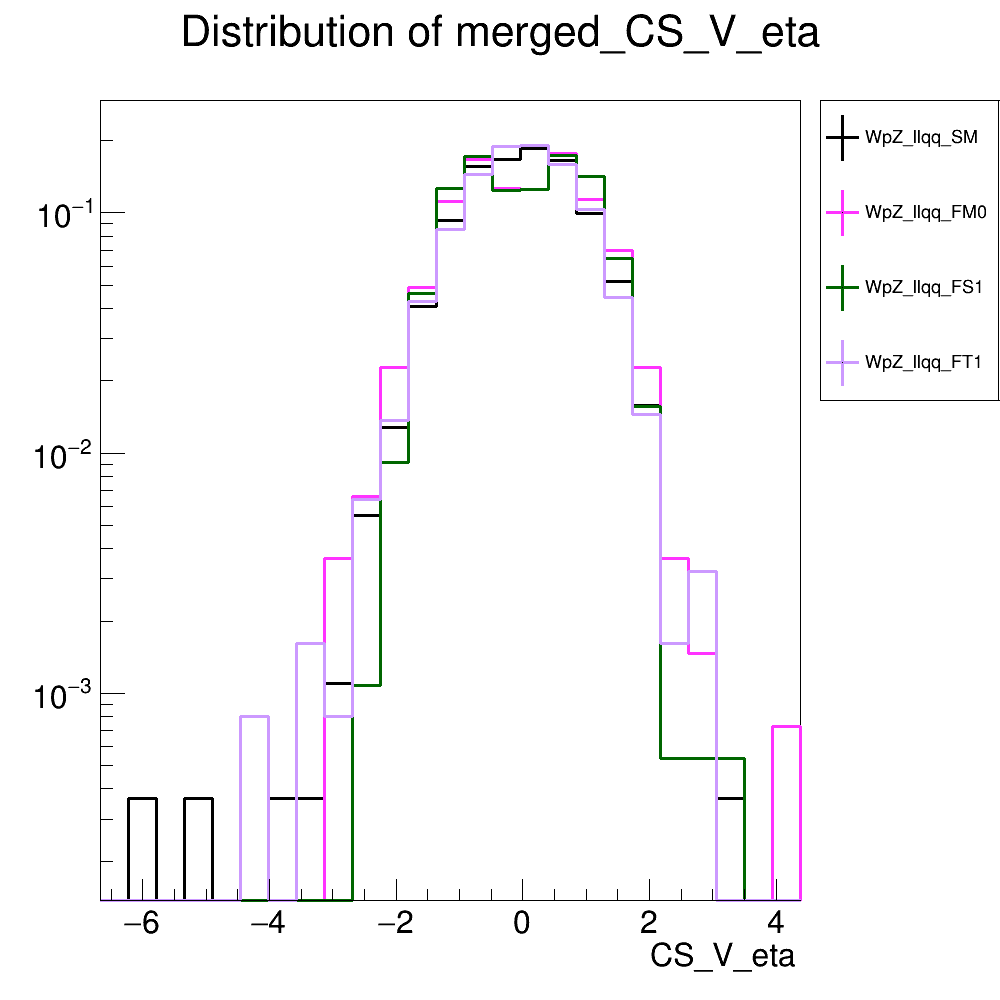 Distribution of merged_CS_V_eta
WpZ_llqq_SM
WpZ_llqq_FM0
WpZ_llqq_FS1
WpZ_llqq_FT1
10−1
10−2
10−3
−6 −4 −2 0 2 4
CS_V_eta